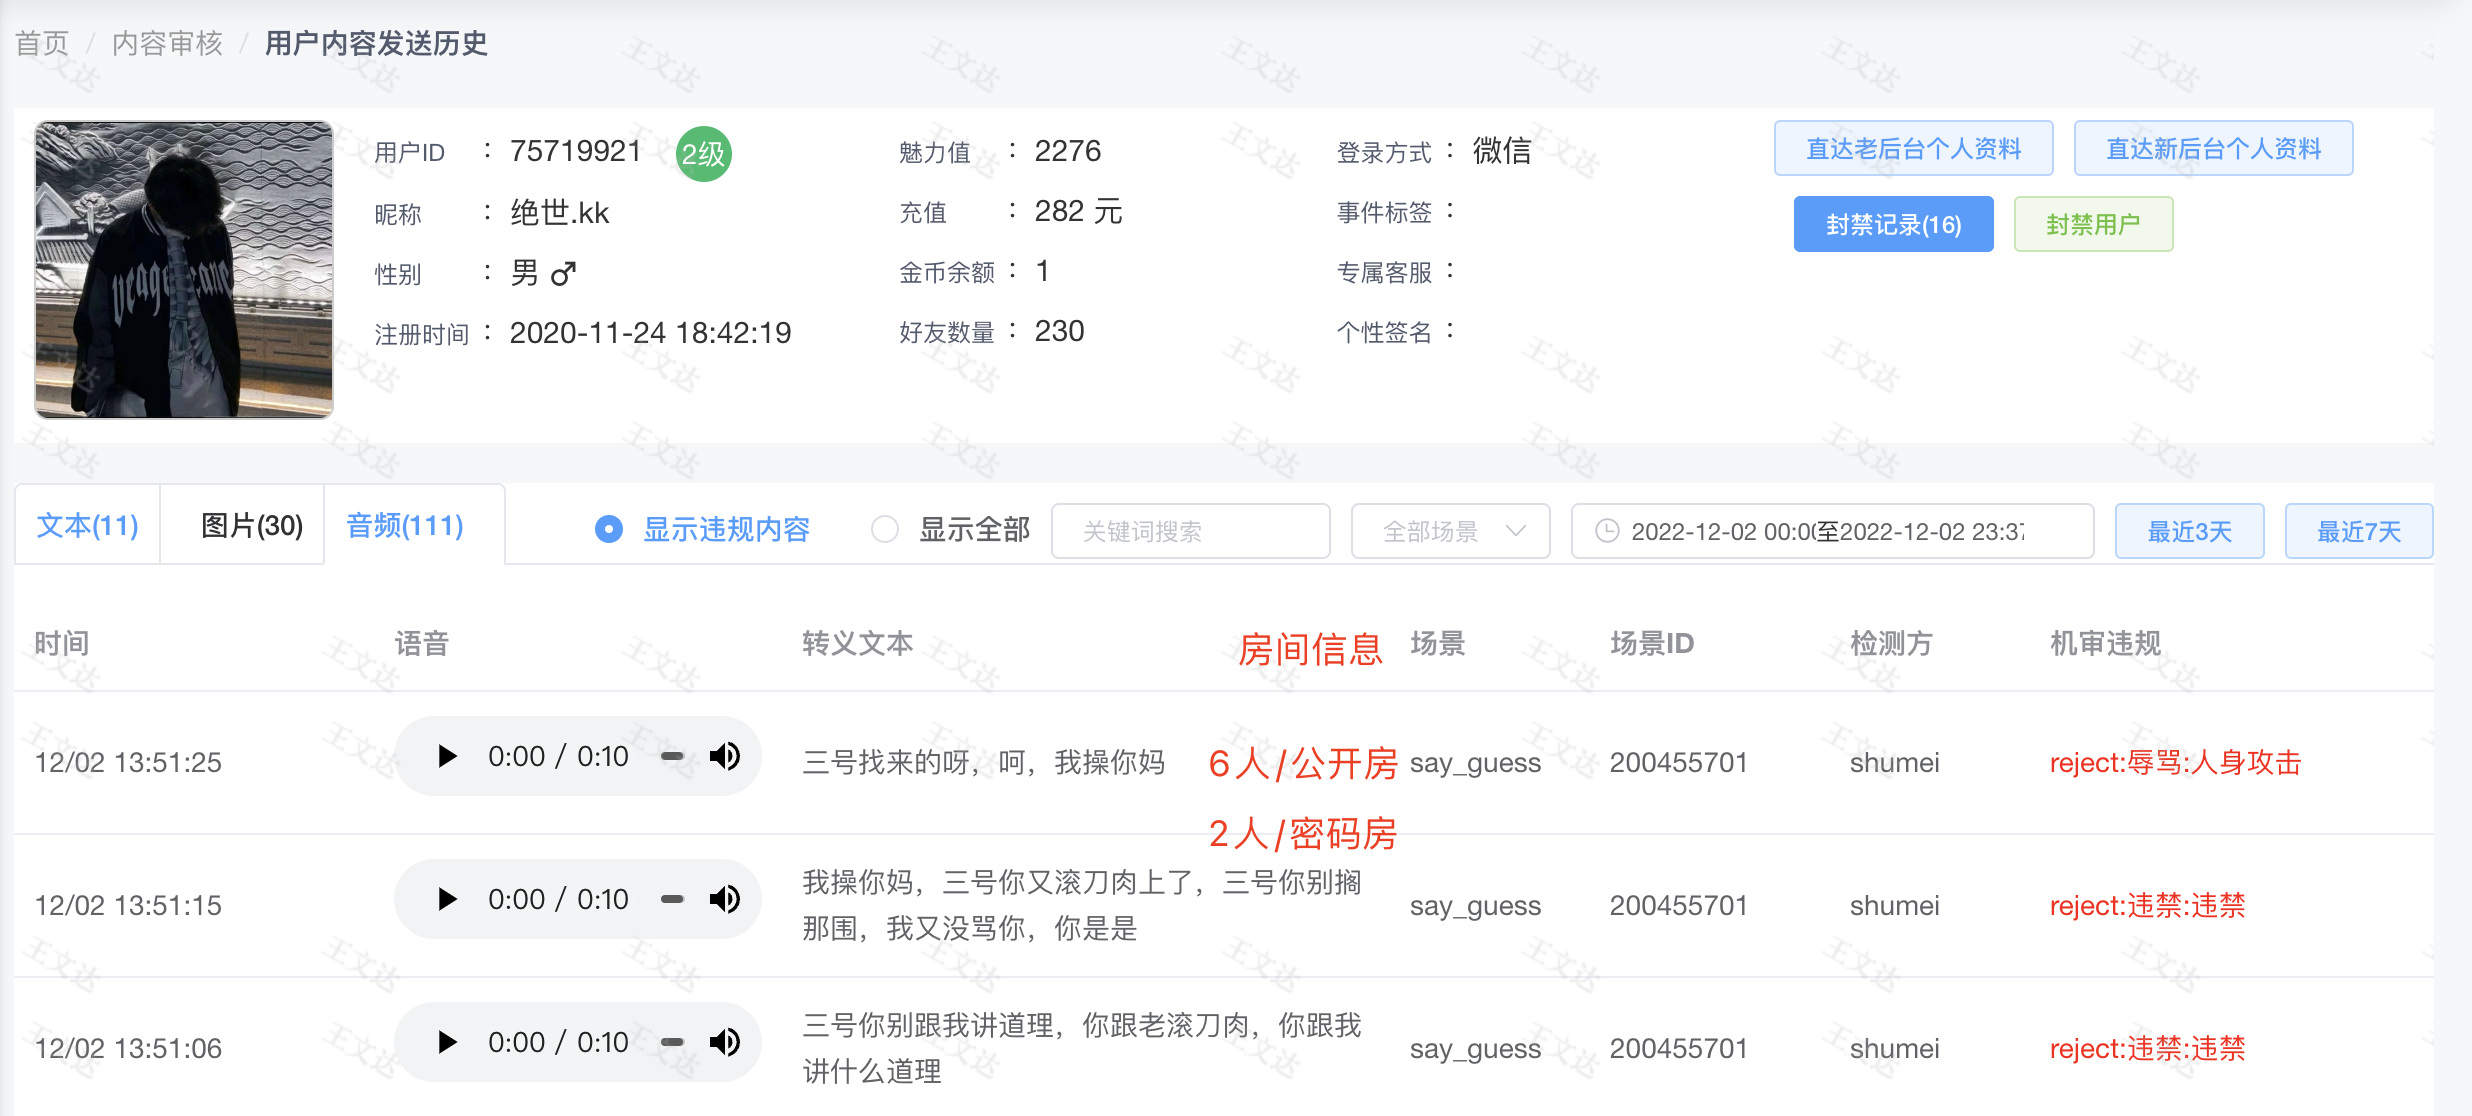 首页 / 内容审核 / 用户内容发送历史
用户ID : 75719921 2级
魅力值 : 2276
登录方式 : 微信
直达老后台个人资料
直达新后台个人资料
昵称 : 绝世.kk
充值 : 282 元
事件标签 :
封禁记录(16)
封禁用户
性别 : 男 ♂
金币余额 : 1
专属客服 :
注册时间 : 2020-11-24 18:42:19
好友数量 : 230
个性签名 :
文本(11) 图片(30) 音频(111) 显示违规内容 显示全部 关键词搜索 全部场景 2022-12-02 00:00至2022-12-02 23:37 最近3天 最近7天
时间 语音 转义文本 房间信息 场景 场景ID 检测方 机审违规
12/02 13:51:25 0:00 / 0:10 三号找来的呀，呵，我操你妈 6人/公开房 say_guess 200455701 shumei reject:辱骂:人身攻击
2人/密码房
12/02 13:51:15 0:00 / 0:10 我操你妈，三号你又滚刀肉上了，三号你别搁
那围，我又没骂你，你是是 say_guess 200455701 shumei reject:违禁:违禁
12/02 13:51:06 0:00 / 0:10 三号你别跟我讲道理，你跟老滚刀肉，你跟我
讲什么道理 say_guess 200455701 shumei reject:违禁:违禁
王文达